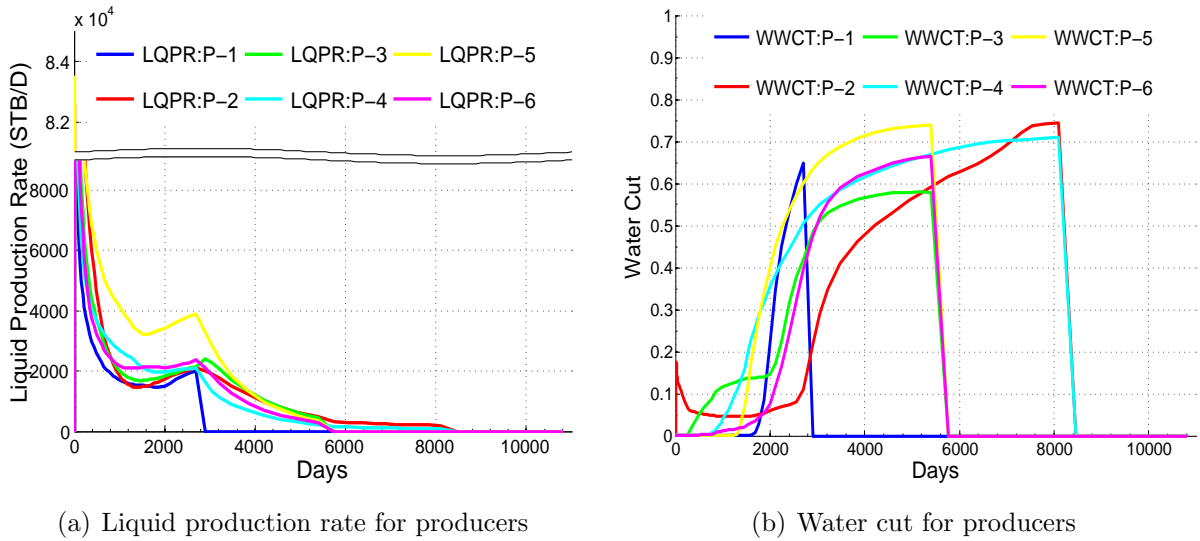 x 10⁴
8.4
8.2
8000
6000
4000
2000
0
Liquid Production Rate (STB/D)
LQPR:P−1 LQPR:P−3 LQPR:P−5
LQPR:P−2 LQPR:P−4 LQPR:P−6
0 2000 4000 6000 8000 10000
Days
(a) Liquid production rate for producers
1
0.9
0.8
0.7
0.6
0.5
0.4
0.3
0.2
0.1
0
Water Cut
WWCT:P−1 WWCT:P−3 WWCT:P−5
WWCT:P−2 WWCT:P−4 WWCT:P−6
0 2000 4000 6000 8000 10000
Days
(b) Water cut for producers